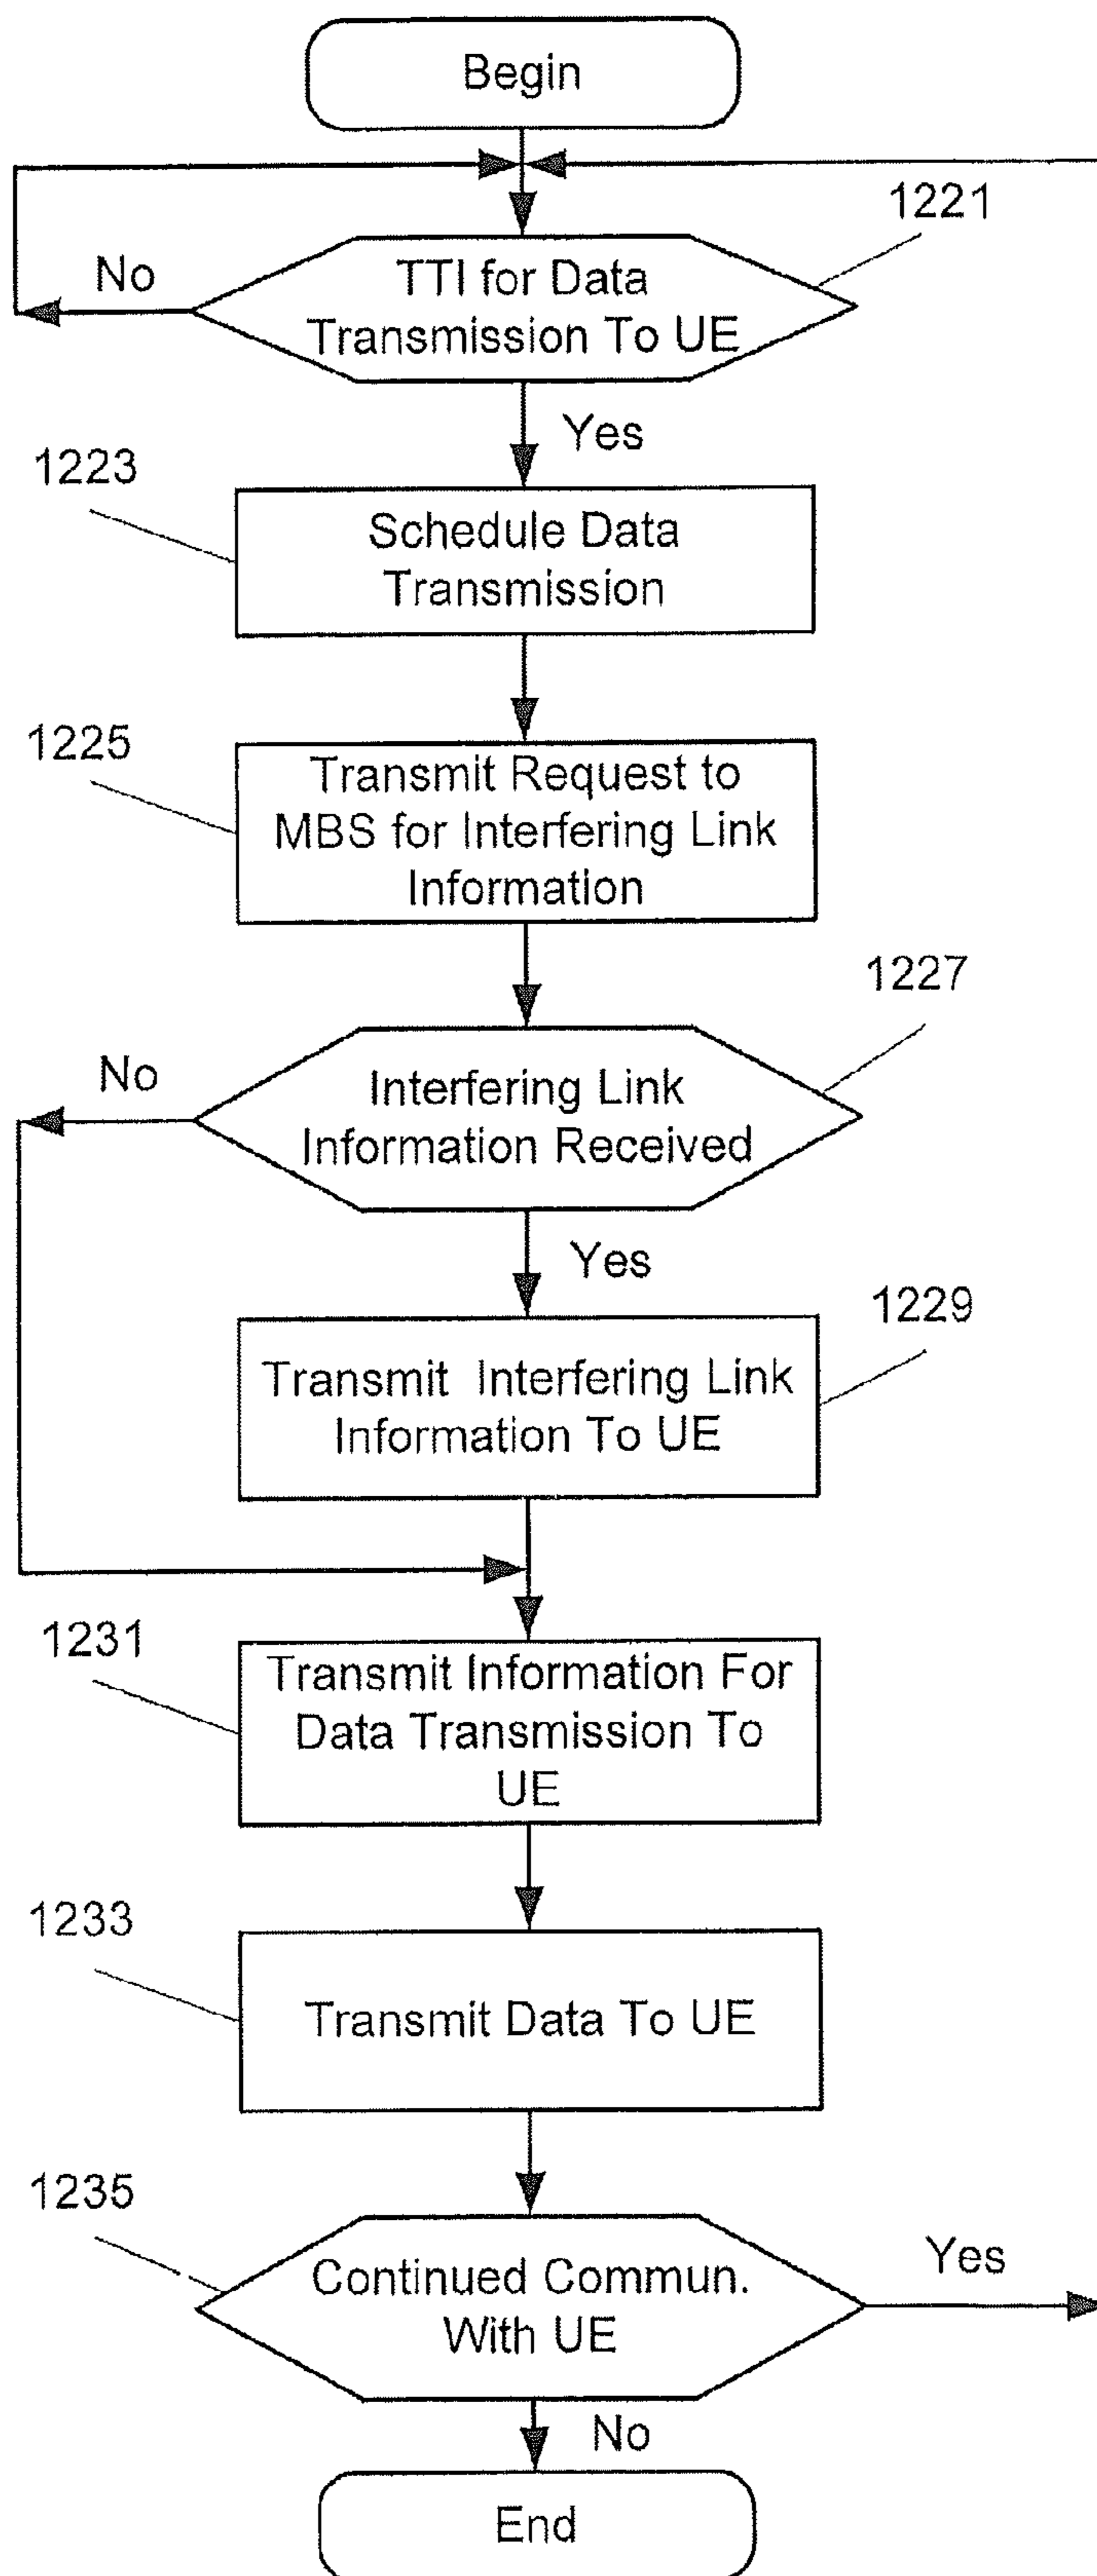 Begin
1221
TTI for Data
Transmission To UE
No
Yes
1223
Schedule Data
Transmission
1225
Transmit Request to
MBS for Interfering Link
Information
1227
No
Interfering Link
Information Received
Yes
1229
Transmit Interfering Link
Information To UE
1231
Transmit Information For
Data Transmission To
UE
1233
Transmit Data To UE
1235
Continued Commun.
With UE
Yes
No
End